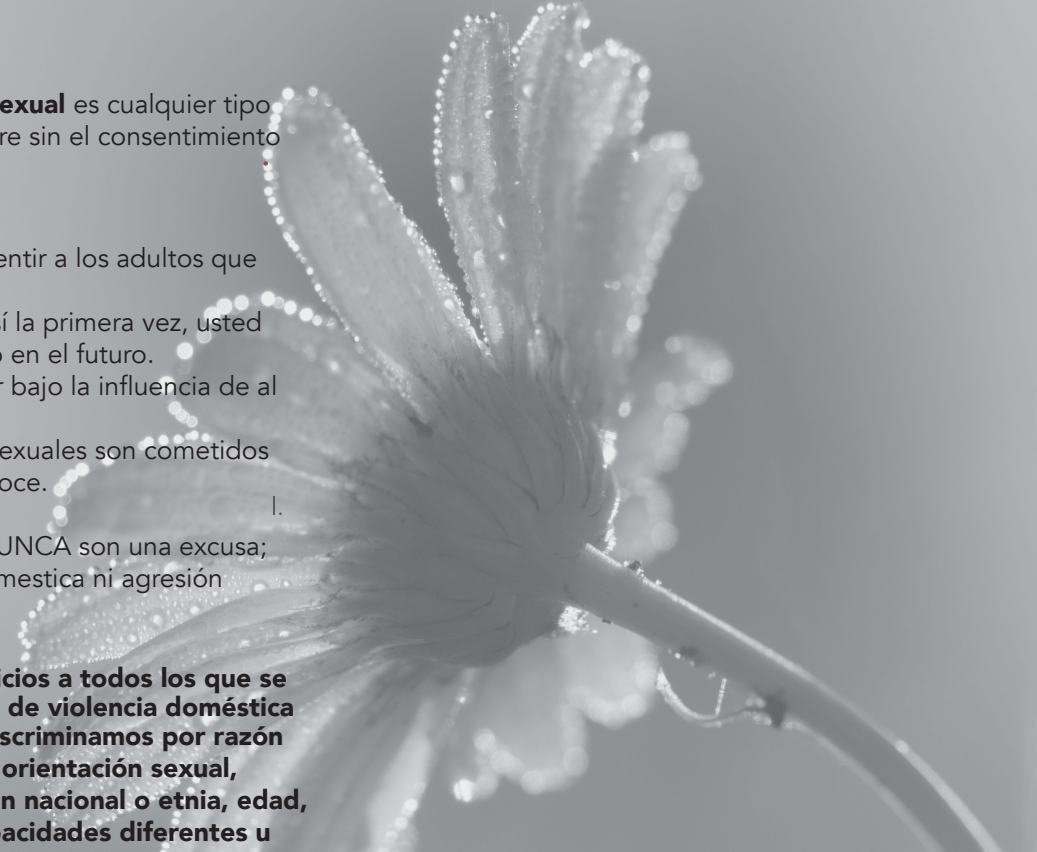 exual es cualquier tipo
re sin el consentimiento
entir a los adultos que
í la primera vez, usted
o en el futuro.
r bajo la influencia de al
exuales son cometidos
oce.
l.
UNCA son una excusa;
mestica ni agresión
icios a todos los que se
de violencia doméstica
scriminamos por razón
orientación sexual,
n nacional o etnia, edad,
pacidades diferentes u